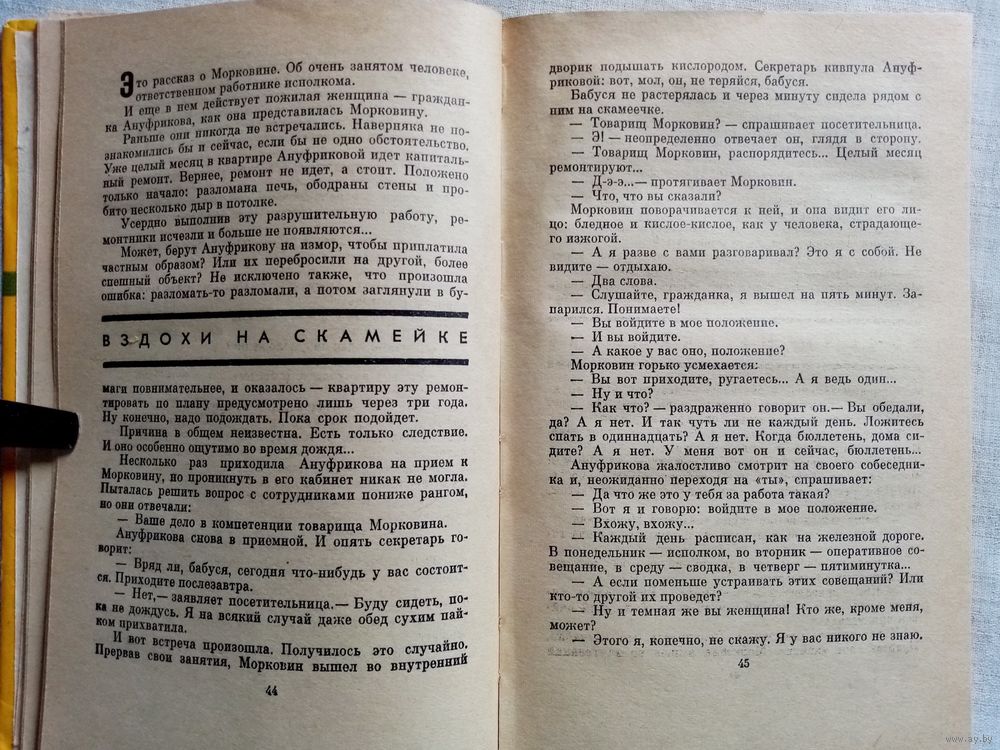 Это рассказ о Морковине. Об очень занятом человеке,
ответственном работнике исполкома.
И еще в нем действует пожилая женщина — граждан-
ка Ануфрикова, как она представилась Морковину.
Раньше они никогда не встречались. Наверняка не по-
знакомились бы и сейчас, если бы не одно обстоятельство.
Уже целый месяц в квартире Ануфриковой идет капиталь-
ный ремонт. Вернее, ремонт не идет, а стоит. Положено
только начало: разломана печь, ободраны стены и про-
бито несколько дыр в потолке.
Усердно выполнив эту разрушительную работу, ре-
монтники исчезли и больше не появляются...
Может, берут Ануфрикову на измор, чтобы приплатила
частным образом? Или их перебросили на другой, более
спешный объект? Не исключено также, что произошла
ошибка: разломать-то разломали, а потом заглянули в бу-
ВЗДОХИ НА СКАМЕЙКЕ
маги повнимательнее, и оказалось — квартиру эту ремон-
тировать по плану предусмотрено лишь через три года.
Ну конечно, надо подождать. Пока срок подойдет.
Причина в общем неизвестна. Есть только следствие.
И оно особенно ощутимо во время дождя...
Несколько раз приходила Ануфрикова на прием к
Морковину, но проникнуть в его кабинет никак не могла.
Пыталась решить вопрос с сотрудниками пониже рангом,
но они отвечали:
— Ваше дело в компетенции товарища Морковина.
Ануфрикова снова в приемной. И опять секретарь го-
ворит:
— Вряд ли, бабуся, сегодня что-нибудь у вас состоит-
ся. Приходите послезавтра.
— Нет,— заявляет посетительница.— Буду сидеть, по-
ка не дождусь. Я на всякий случай даже обед сухим пай-
ком прихватила.
И вот встреча произошла. Получилось это случайно.
Прервав свои занятия, Морковин вышел во внутренний
44
дворик подышать кислородом. Секретарь кивнула Ануф-
риковой: вот, мол, он, не теряйся, бабуся.
Бабуся не растерялась и через минуту сидела рядом с
ним на скамеечке.
— Товарищ Морковин? — спрашивает посетительница.
— Э! — неопределенно отвечает он, глядя в сторону.
— Товарищ Морковин, распорядитесь... Целый месяц
ремонтируют...
— Д-э-э...— протягивает Морковин.
— Что, что вы сказали?
Морковин поворачивается к ней, и она видит его ли-
цо: бледное и кислое-кислое, как у человека, страдающе-
го изжогой.
— А я разве с вами разговаривал? Это я с собой. Не
видите — отдыхаю.
— Два слова.
— Слушайте, гражданка, я вышел на пять минут. За-
парился. Понимаете!
— Вы войдите в мое положение.
— И вы войдите.
— А какое у вас оно, положение?
Морковин горько усмехается:
— Вы вот приходите, ругаетесь... А я ведь один...
— Ну и что?
— Как что? — раздраженно говорит он.— Вы обедали,
да? А я нет. И так чуть ли не каждый день. Ложитесь
спать в одиннадцать? А я нет. Когда бюллетень, дома си-
дите? А я нет. У меня вот он и сейчас, бюллетень...
Ануфрикова жалостливо смотрит на своего собеседни-
ка и, неожиданно переходя на «ты», спрашивает:
— Да что же это у тебя за работа такая?
— Вот я и говорю: войдите в мое положение.
— Вхожу, вхожу...
— Каждый день расписан, как на железной дороге.
В понедельник — исполком, во вторник — оперативное со-
вещание, в среду — сводка, в четверг — пятиминутка...
— А если поменьше устраивать этих совещаний? Или
кто-то другой их проведет?
— Ну и темная же вы женщина! Кто же, кроме меня,
может?
— Этого я, конечно, не скажу. Я у вас никого не знаю.
45
www.ay.by